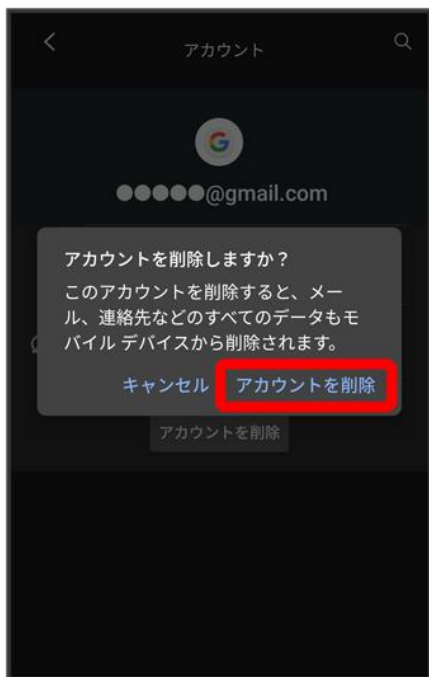 アカウント
G
●●●●●@gmail.com
アカウントを削除しますか？
このアカウントを削除すると、メー
ル、連絡先などのすべてのデータもモ
バイル デバイスから削除されます。
キャンセル アカウントを削除
アカウントを削除